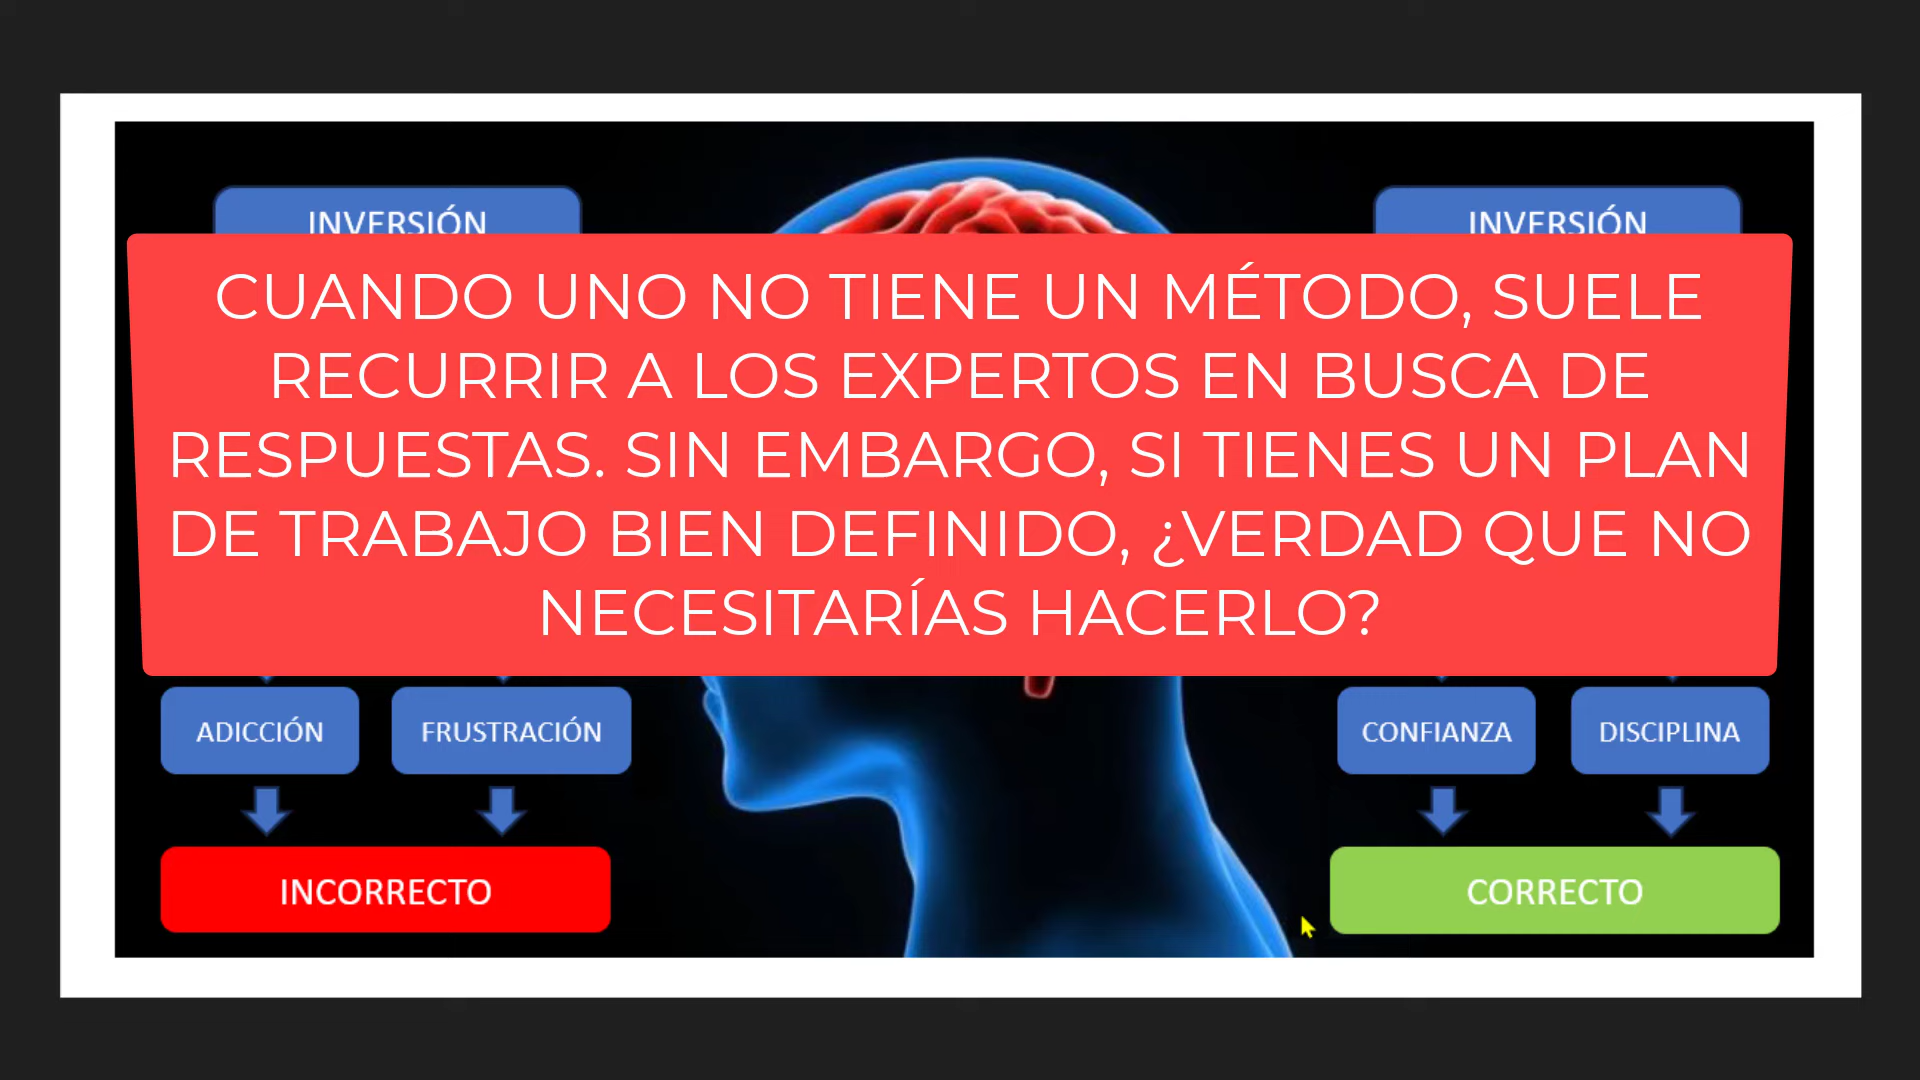 INVERSIÓN
INVERSIÓN
CUANDO UNO NO TIENE UN MÉTODO, SUELE
RECURRIR A LOS EXPERTOS EN BUSCA DE
RESPUESTAS. SIN EMBARGO, SI TIENES UN PLAN
DE TRABAJO BIEN DEFINIDO, ¿VERDAD QUE NO
NECESITARÍAS HACERLO?
ADICCIÓN
FRUSTRACIÓN
CONFIANZA
DISCIPLINA
INCORRECTO
CORRECTO